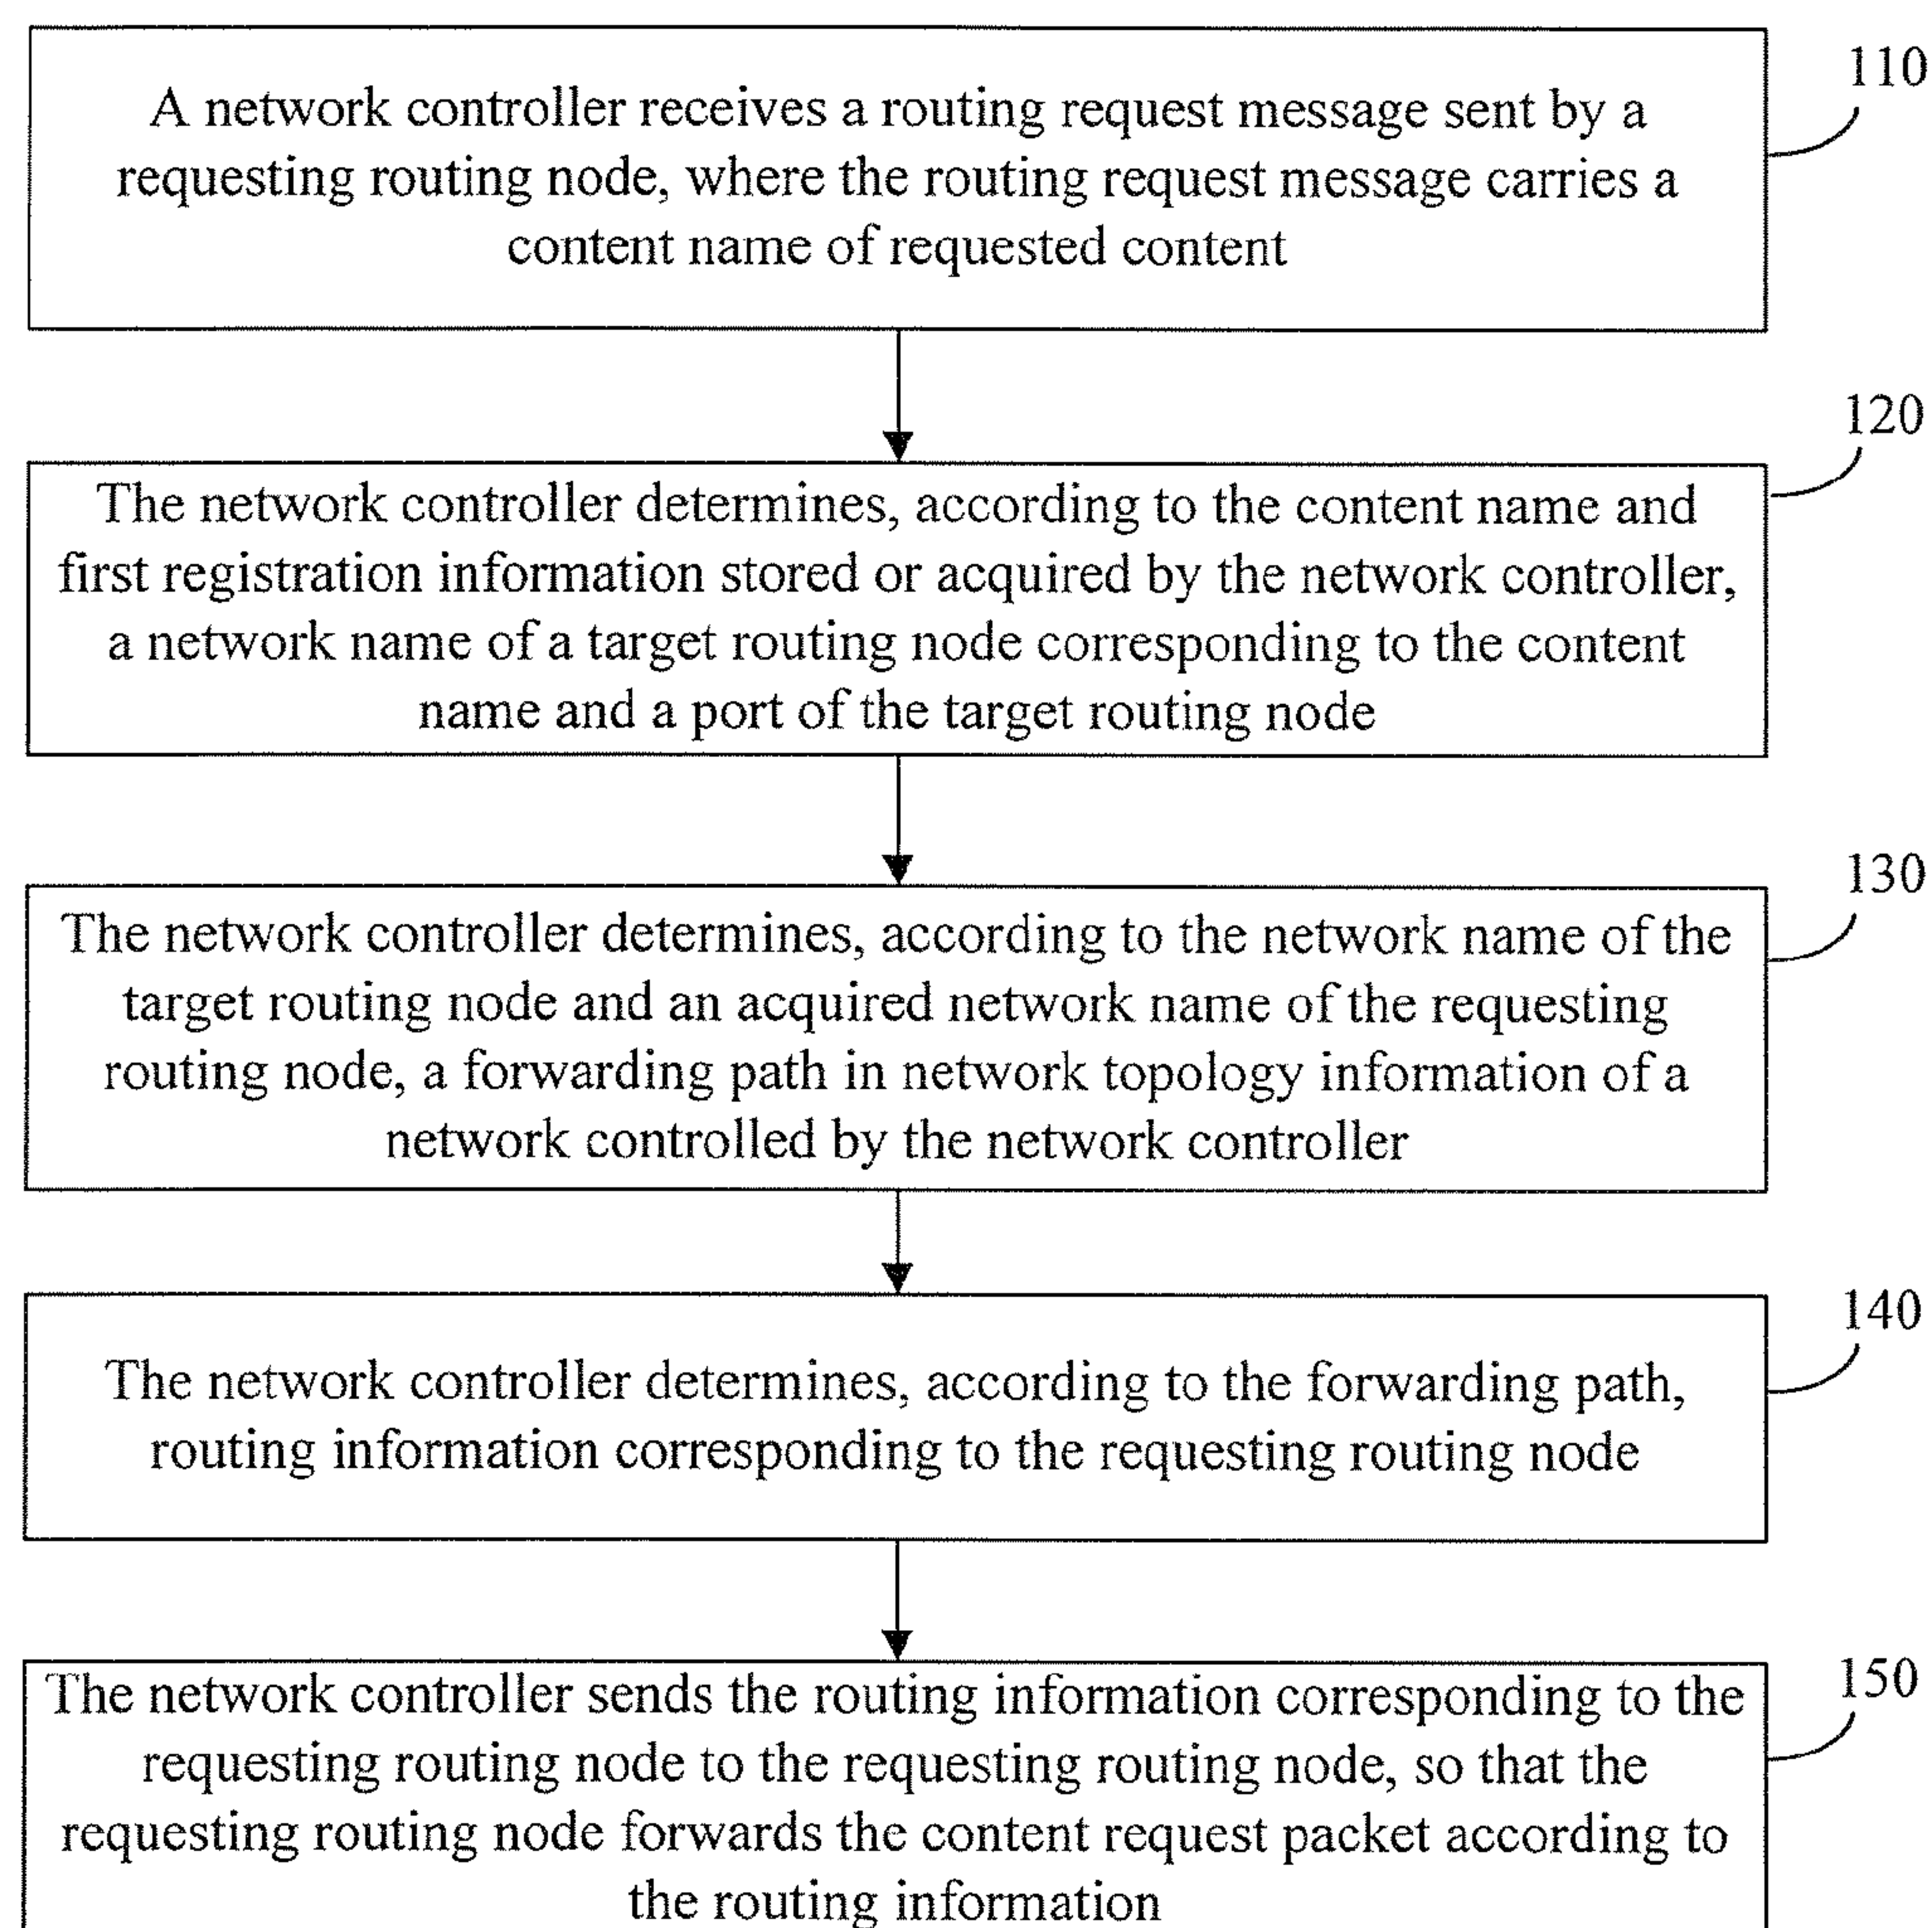 110
A network controller receives a routing request message sent by a
requesting routing node, where the routing request message carries a
content name of requested content
120
The network controller determines, according to the content name and
first registration information stored or acquired by the network controller,
a network name of a target routing node corresponding to the content
name and a port of the target routing node
130
The network controller determines, according to the network name of the
target routing node and an acquired network name of the requesting
routing node, a forwarding path in network topology information of a
network controlled by the network controller
140
The network controller determines, according to the forwarding path,
routing information corresponding to the requesting routing node
150
The network controller sends the routing information corresponding to the
requesting routing node to the requesting routing node, so that the
requesting routing node forwards the content request packet according to
the routing information